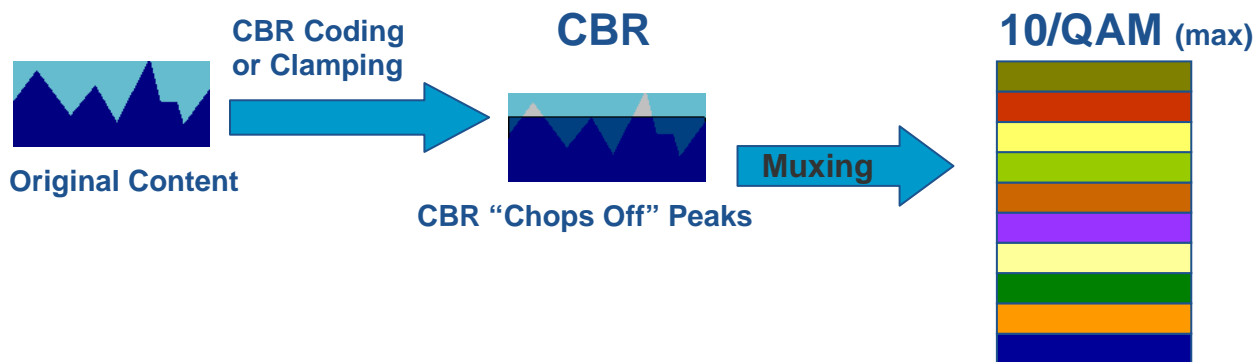 CBR Coding
or Clamping
CBR
10/QAM (max)
Original Content
Muxing
CBR “Chops Off” Peaks